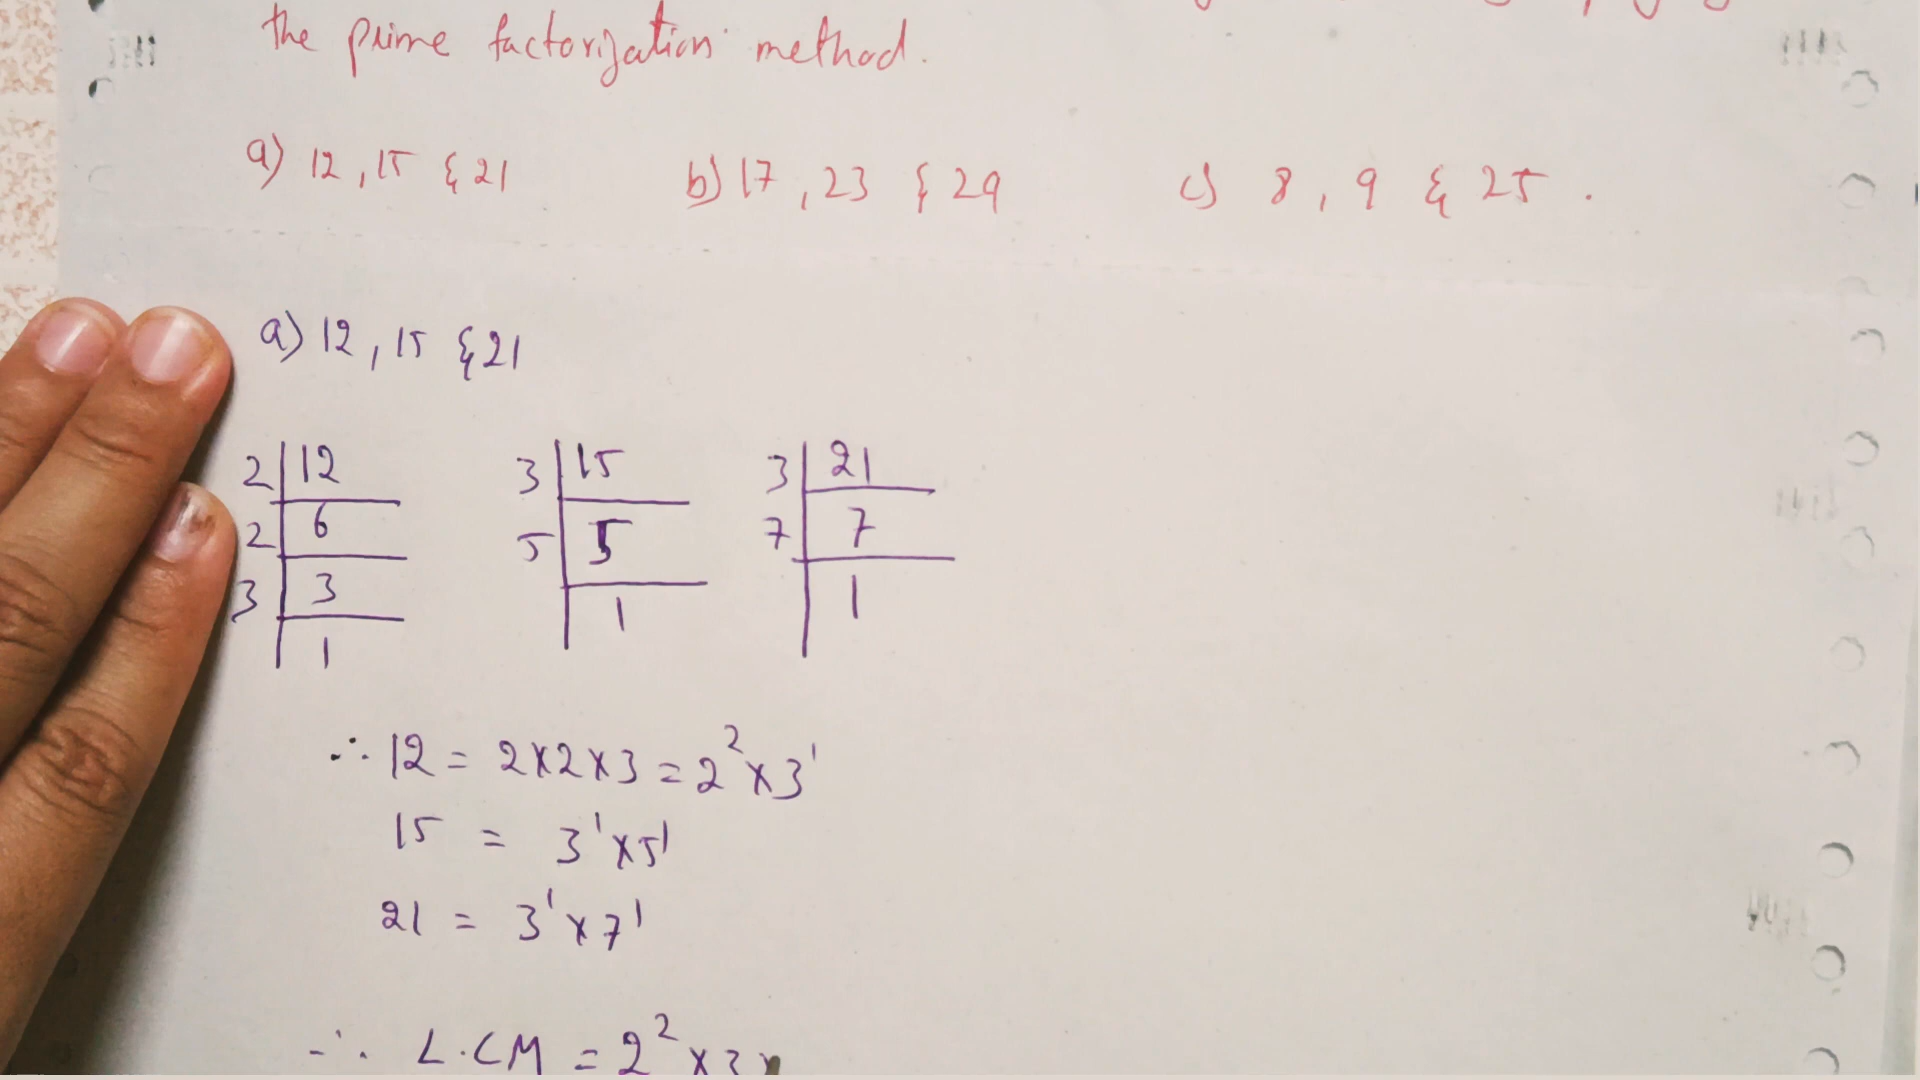 the prime factorization method.
a) 12, 15 & 21 b) 17, 23 & 29 c) 8, 9 & 25.
a) 12, 15 & 21
2 | 12 3 | 15 3 | 21
2 | 6 5 | 5 7 | 7
3 | 3 1 1
1
∴ 12 = 2×2×3 = 2² × 3¹
15 = 3¹ × 5¹
21 = 3¹ × 7¹
∴ L.CM = 2² × 3 ×